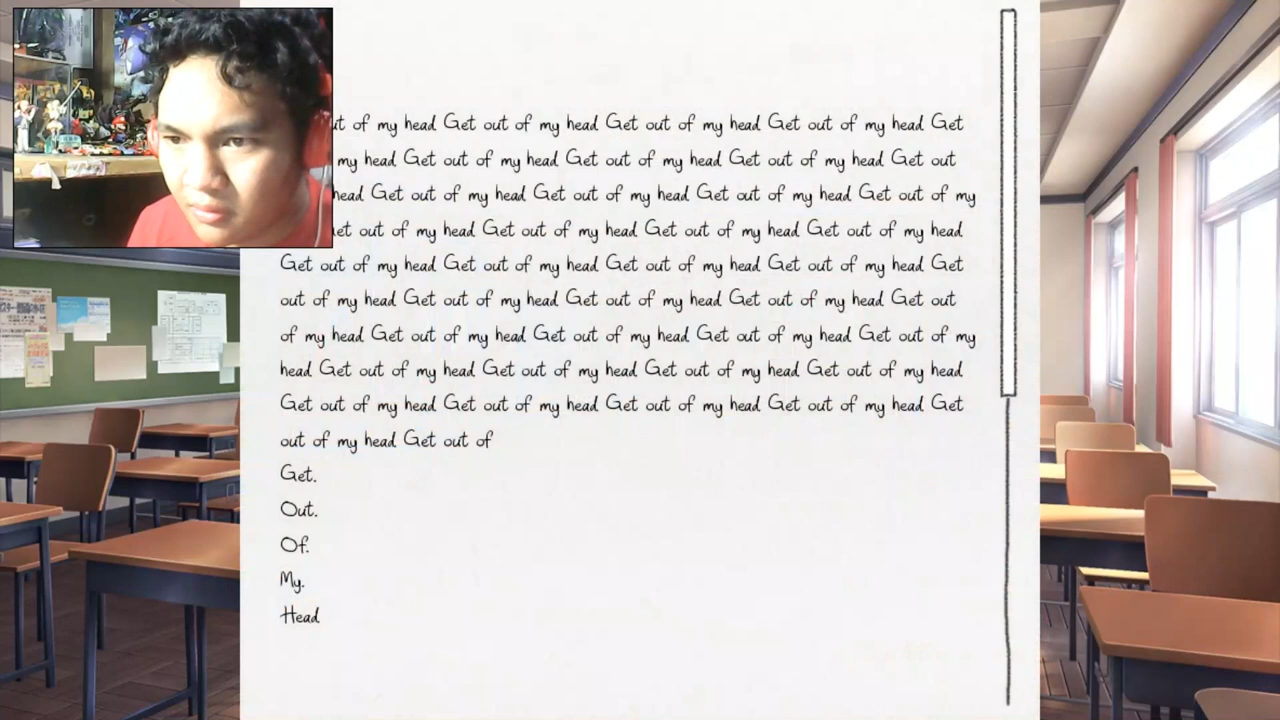 ut of my head Get out of my head Get out of my head Get out of my head Get
my head Get out of my head Get out of my head Get out of my head Get out
head Get out of my head Get out of my head Get out of my head Get out of my
et out of my head Get out of my head Get out of my head Get out of my head
Get out of my head Get out of my head Get out of my head Get out of my head Get
out of my head Get out of my head Get out of my head Get out of my head Get out
of my head Get out of my head Get out of my head Get out of my head Get out of my
head Get out of my head Get out of my head Get out of my head Get out of my head
Get out of my head Get out of my head Get out of my head Get out of my head Get
out of my head Get out of
Get.
Out.
Of.
My.
Head